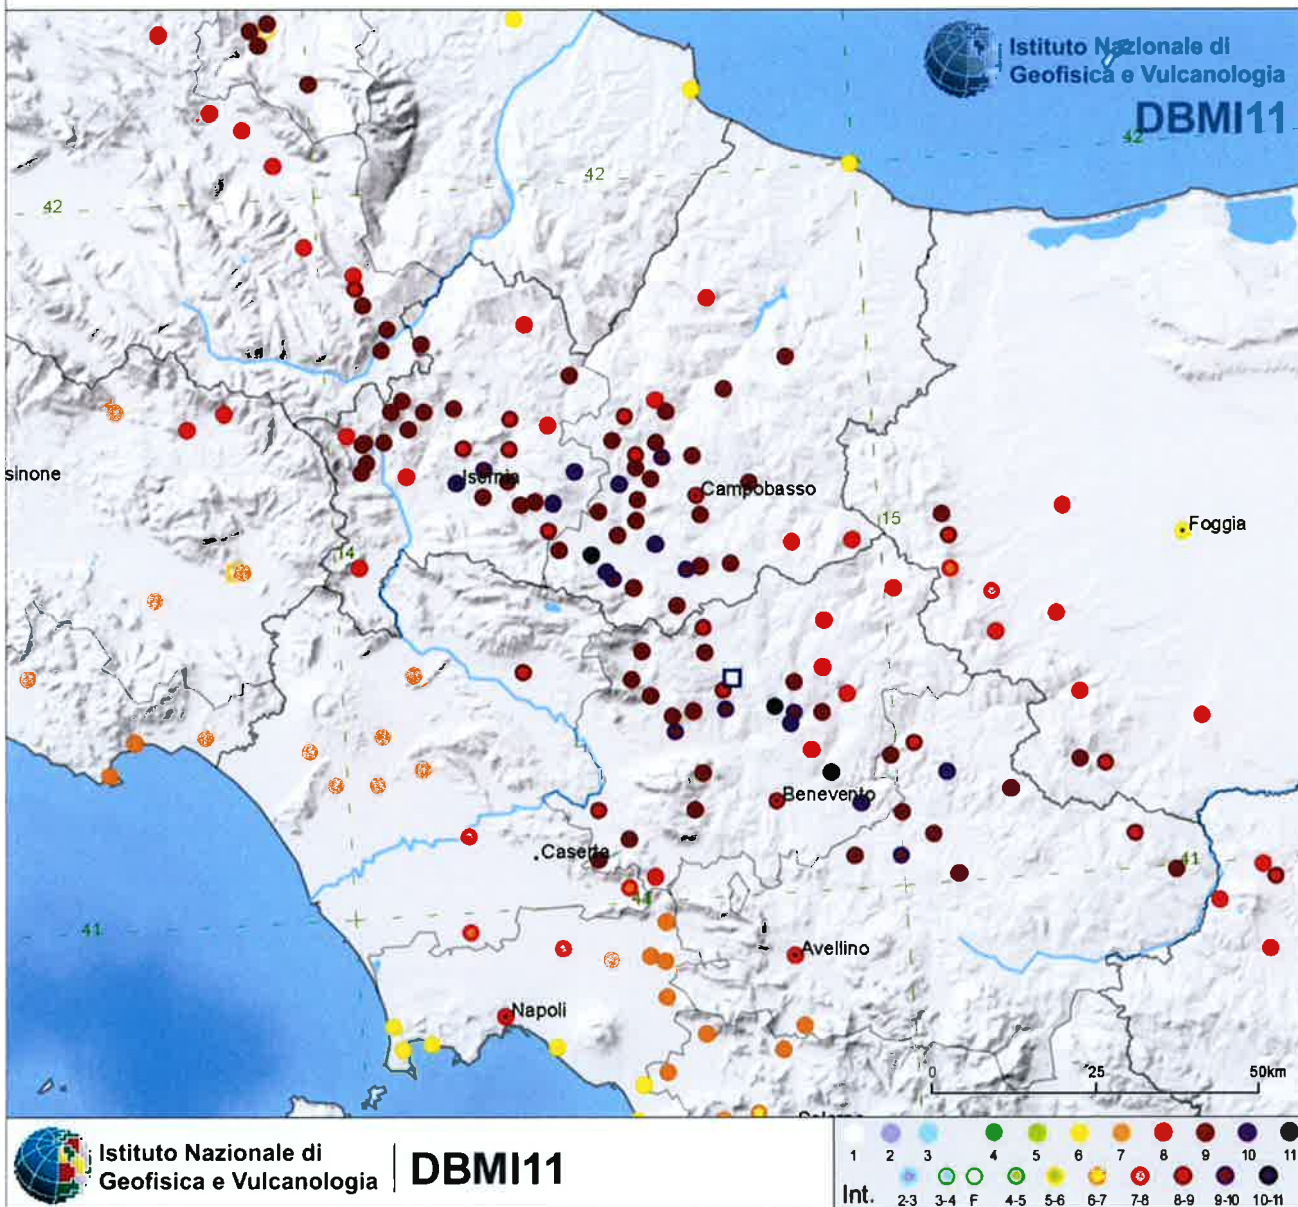 Istituto Nazionale di
Geofisica e Vulcanologia
DBMI11
42
42
42
sinone
Isernia
Campobasso
Foggia
15
14
Benevento
Caserta
41
41
Avellino
Napoli
0 25 50km
Istituto Nazionale di
Geofisica e Vulcanologia
DBMI11
1 2 3 4 5 6 7 8 9 10 11
Int. 2-3 3-4 F 4-5 5-6 6-7 7-8 8-9 9-10 10-11